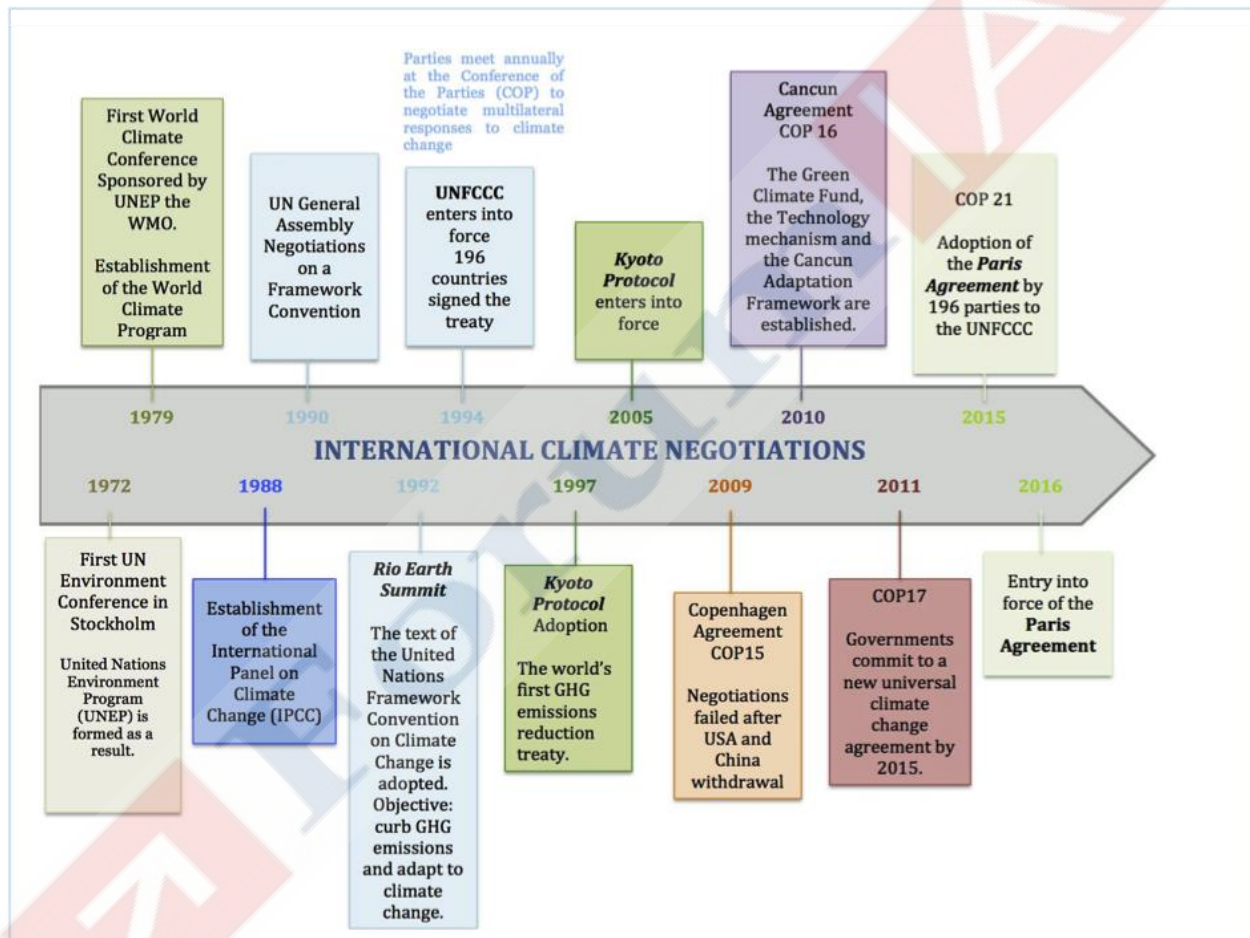 Parties meet annually
at the Conference of
the Parties (COP) to
negotiate multilateral
responses to climate
change
First World
Climate
Conference
Sponsored by
UNEP the
WMO.
Establishment
of the World
Climate
Program
UN General
Assembly
Negotiations
on a
Framework
Convention
UNFCCC
enters into
force
196
countries
signed the
treaty
Kyoto
Protocol
enters into
force
Cancun
Agreement
COP 16
The Green
Climate Fund,
the Technology
mechanism and
the Cancun
Adaptation
Framework are
established.
COP 21
Adoption of
the Paris
Agreement by
196 parties to
the UNFCCC
1979
1990
1994
2005
2010
2015
INTERNATIONAL CLIMATE NEGOTIATIONS
1972
1988
1992
1997
2009
2011
2016
First UN
Environment
Conference in
Stockholm
United Nations
Environment
Program
(UNEP) is
formed as a
result.
Establishment
of the
International
Panel on
Climate
Change (IPCC)
Rio Earth
Summit
The text of
the United
Nations
Framework
Convention
on Climate
Change is
adopted.
Objective:
curb GHG
emissions
and adapt to
climate
change.
Kyoto
Protocol
Adoption
The world's
first GHG
emissions
reduction
treaty.
Copenhagen
Agreement
COP15
Negotiations
failed after
USA and
China
withdrawal
COP17
Governments
commit to a
new universal
climate
change
agreement by
2015.
Entry into
force of the
Paris
Agreement
ForumIA